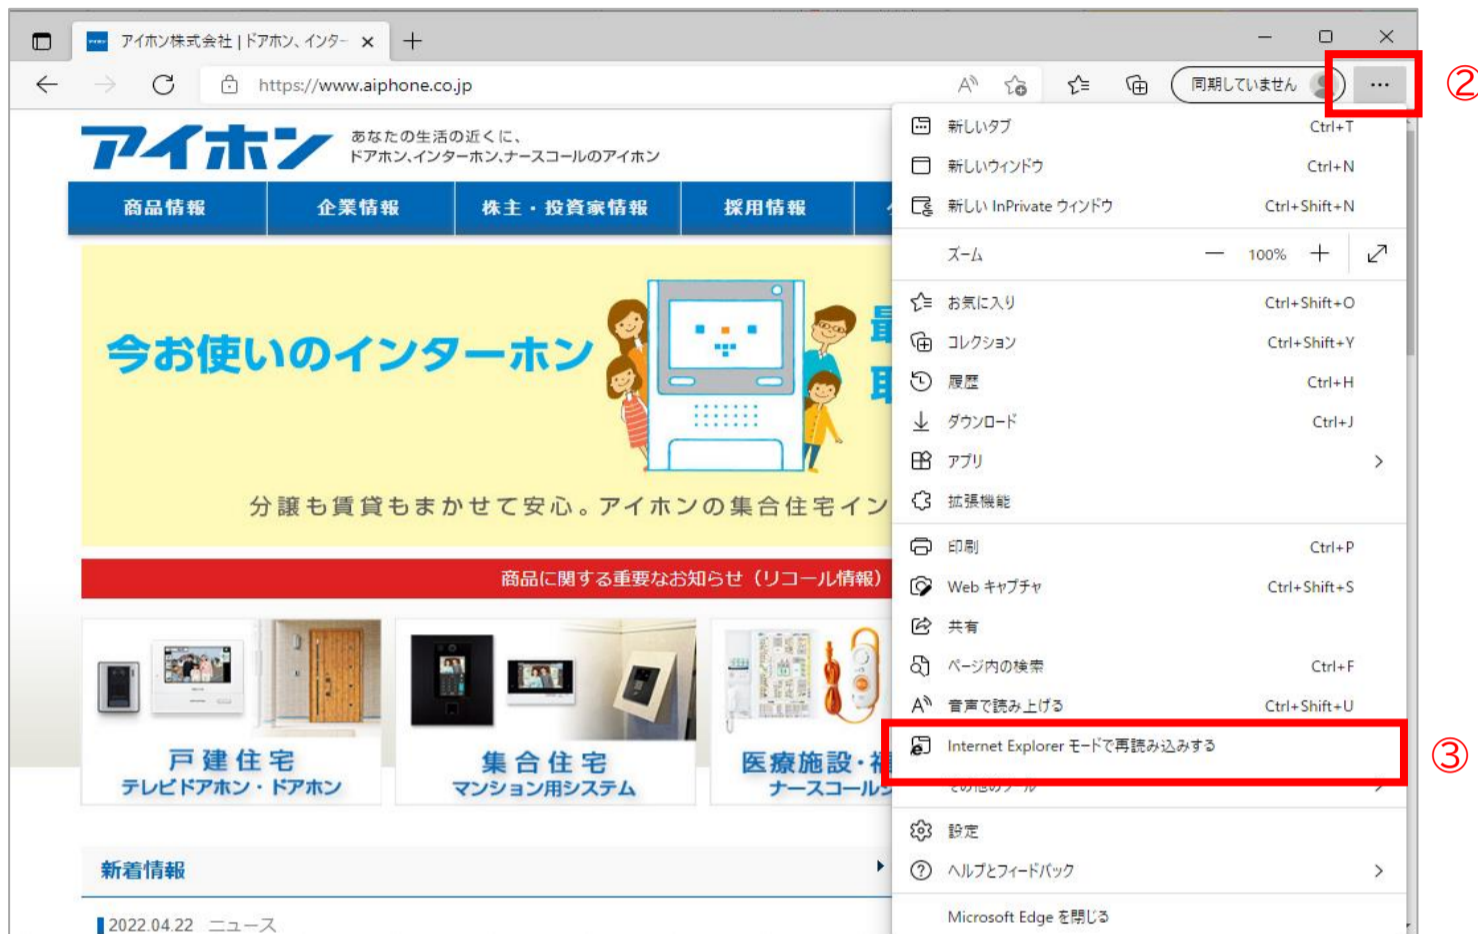 アイホン株式会社 | ドアホン、インター
https://www.aiphone.co.jp
同期していません
②
アイホン
あなたの生活の近くに、
ドアホン、インターホン、ナースコールのアイホン
商品情報
企業情報
株主・投資家情報
採用情報
今お使いのインターホン
分譲も賃貸もまかせて安心。アイホンの集合住宅イン
商品に関する重要なお知らせ（リコール情報）
戸建住宅
テレビドアホン・ドアホン
集合住宅
マンション用システム
医療施設・
ナースコール
新着情報
2022.04.22 ニュース
新しいタブ Ctrl+T
新しいウィンドウ Ctrl+N
新しい InPrivate ウィンドウ Ctrl+Shift+N
ズーム 100%
お気に入り Ctrl+Shift+O
コレクション Ctrl+Shift+Y
履歴 Ctrl+H
ダウンロード Ctrl+J
アプリ
拡張機能
印刷 Ctrl+P
Web キャプチャ Ctrl+Shift+S
共有
ページ内の検索 Ctrl+F
音声で読み上げる Ctrl+Shift+U
Internet Explorer モードで再読み込みする
③
その他のツール
設定
ヘルプとフィードバック
Microsoft Edge を閉じる